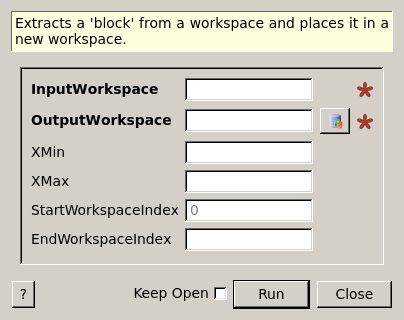 Extracts a 'block' from a workspace and places it in a
new workspace.
InputWorkspace
OutputWorkspace
XMin
XMax
StartWorkspaceIndex 0
EndWorkspaceIndex
? Keep Open Run Close